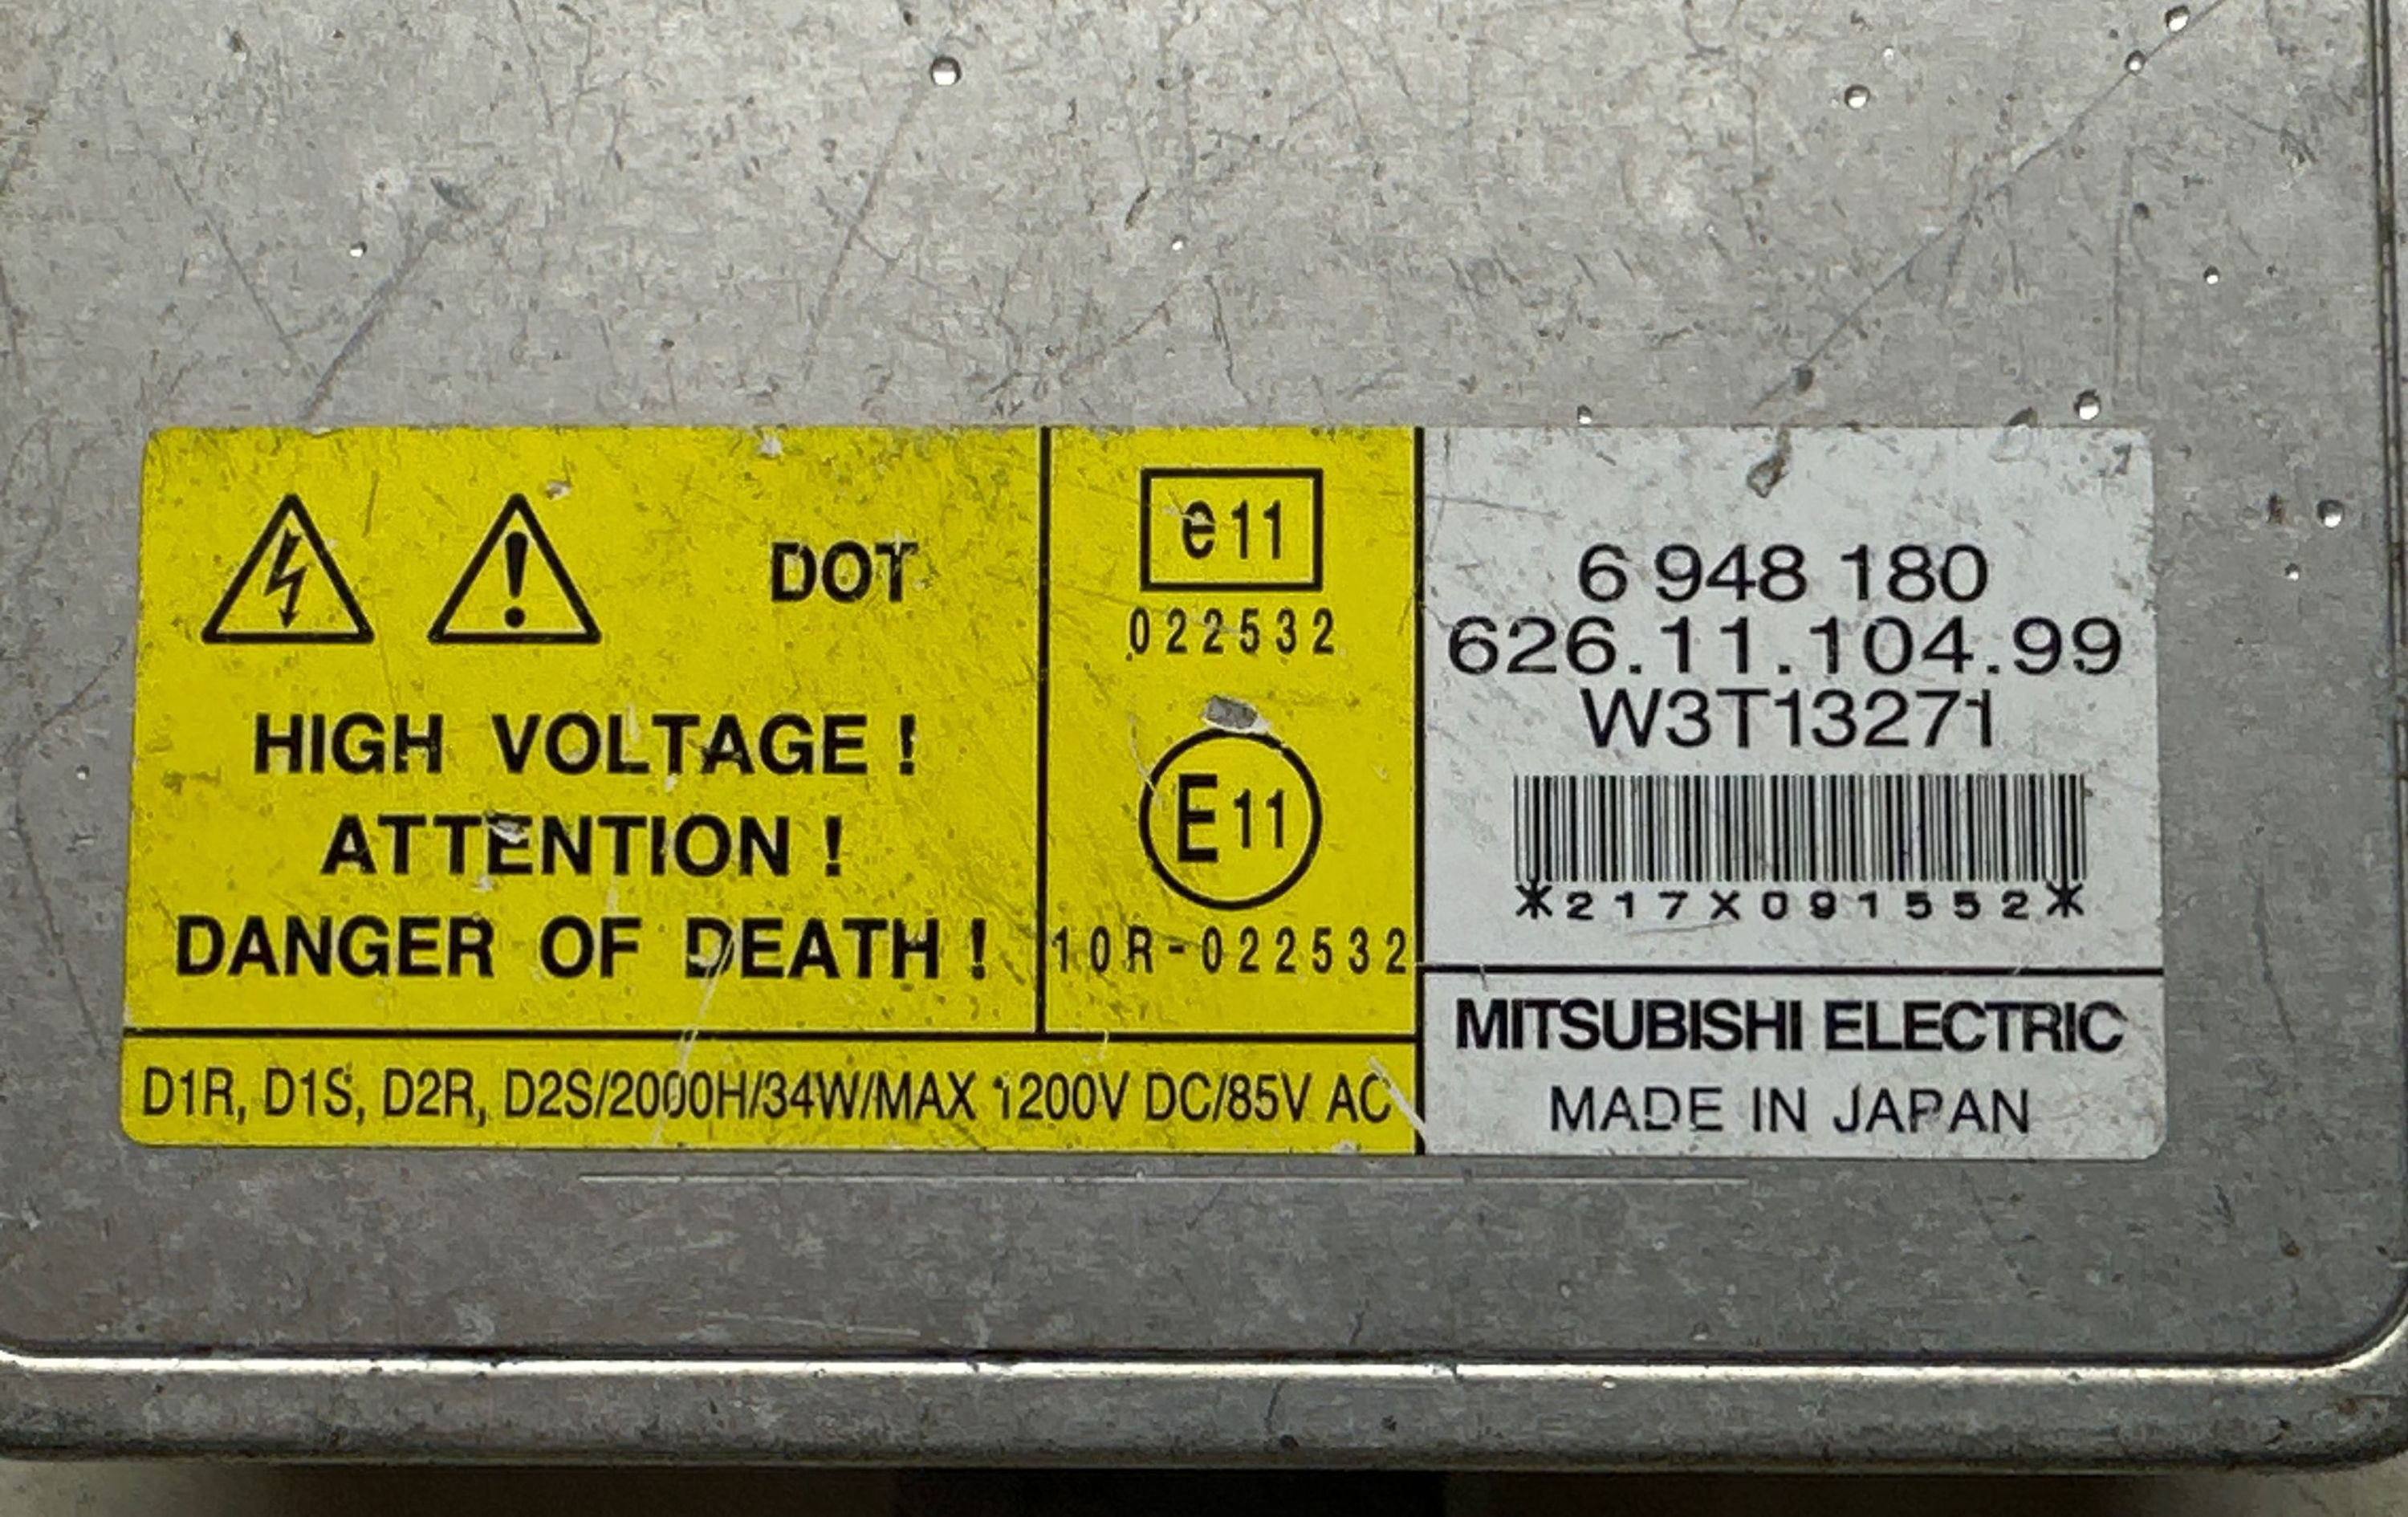 DOT
HIGH VOLTAGE !
ATTENTION !
DANGER OF DEATH !
e11
022532
E11
10R-022532
D1R, D1S, D2R, D2S/2000H/34W/MAX 1200V DC/85V AC
6 948 180
626.11.104.99
W3T13271
*217X091552*
MITSUBISHI ELECTRIC
MADE IN JAPAN